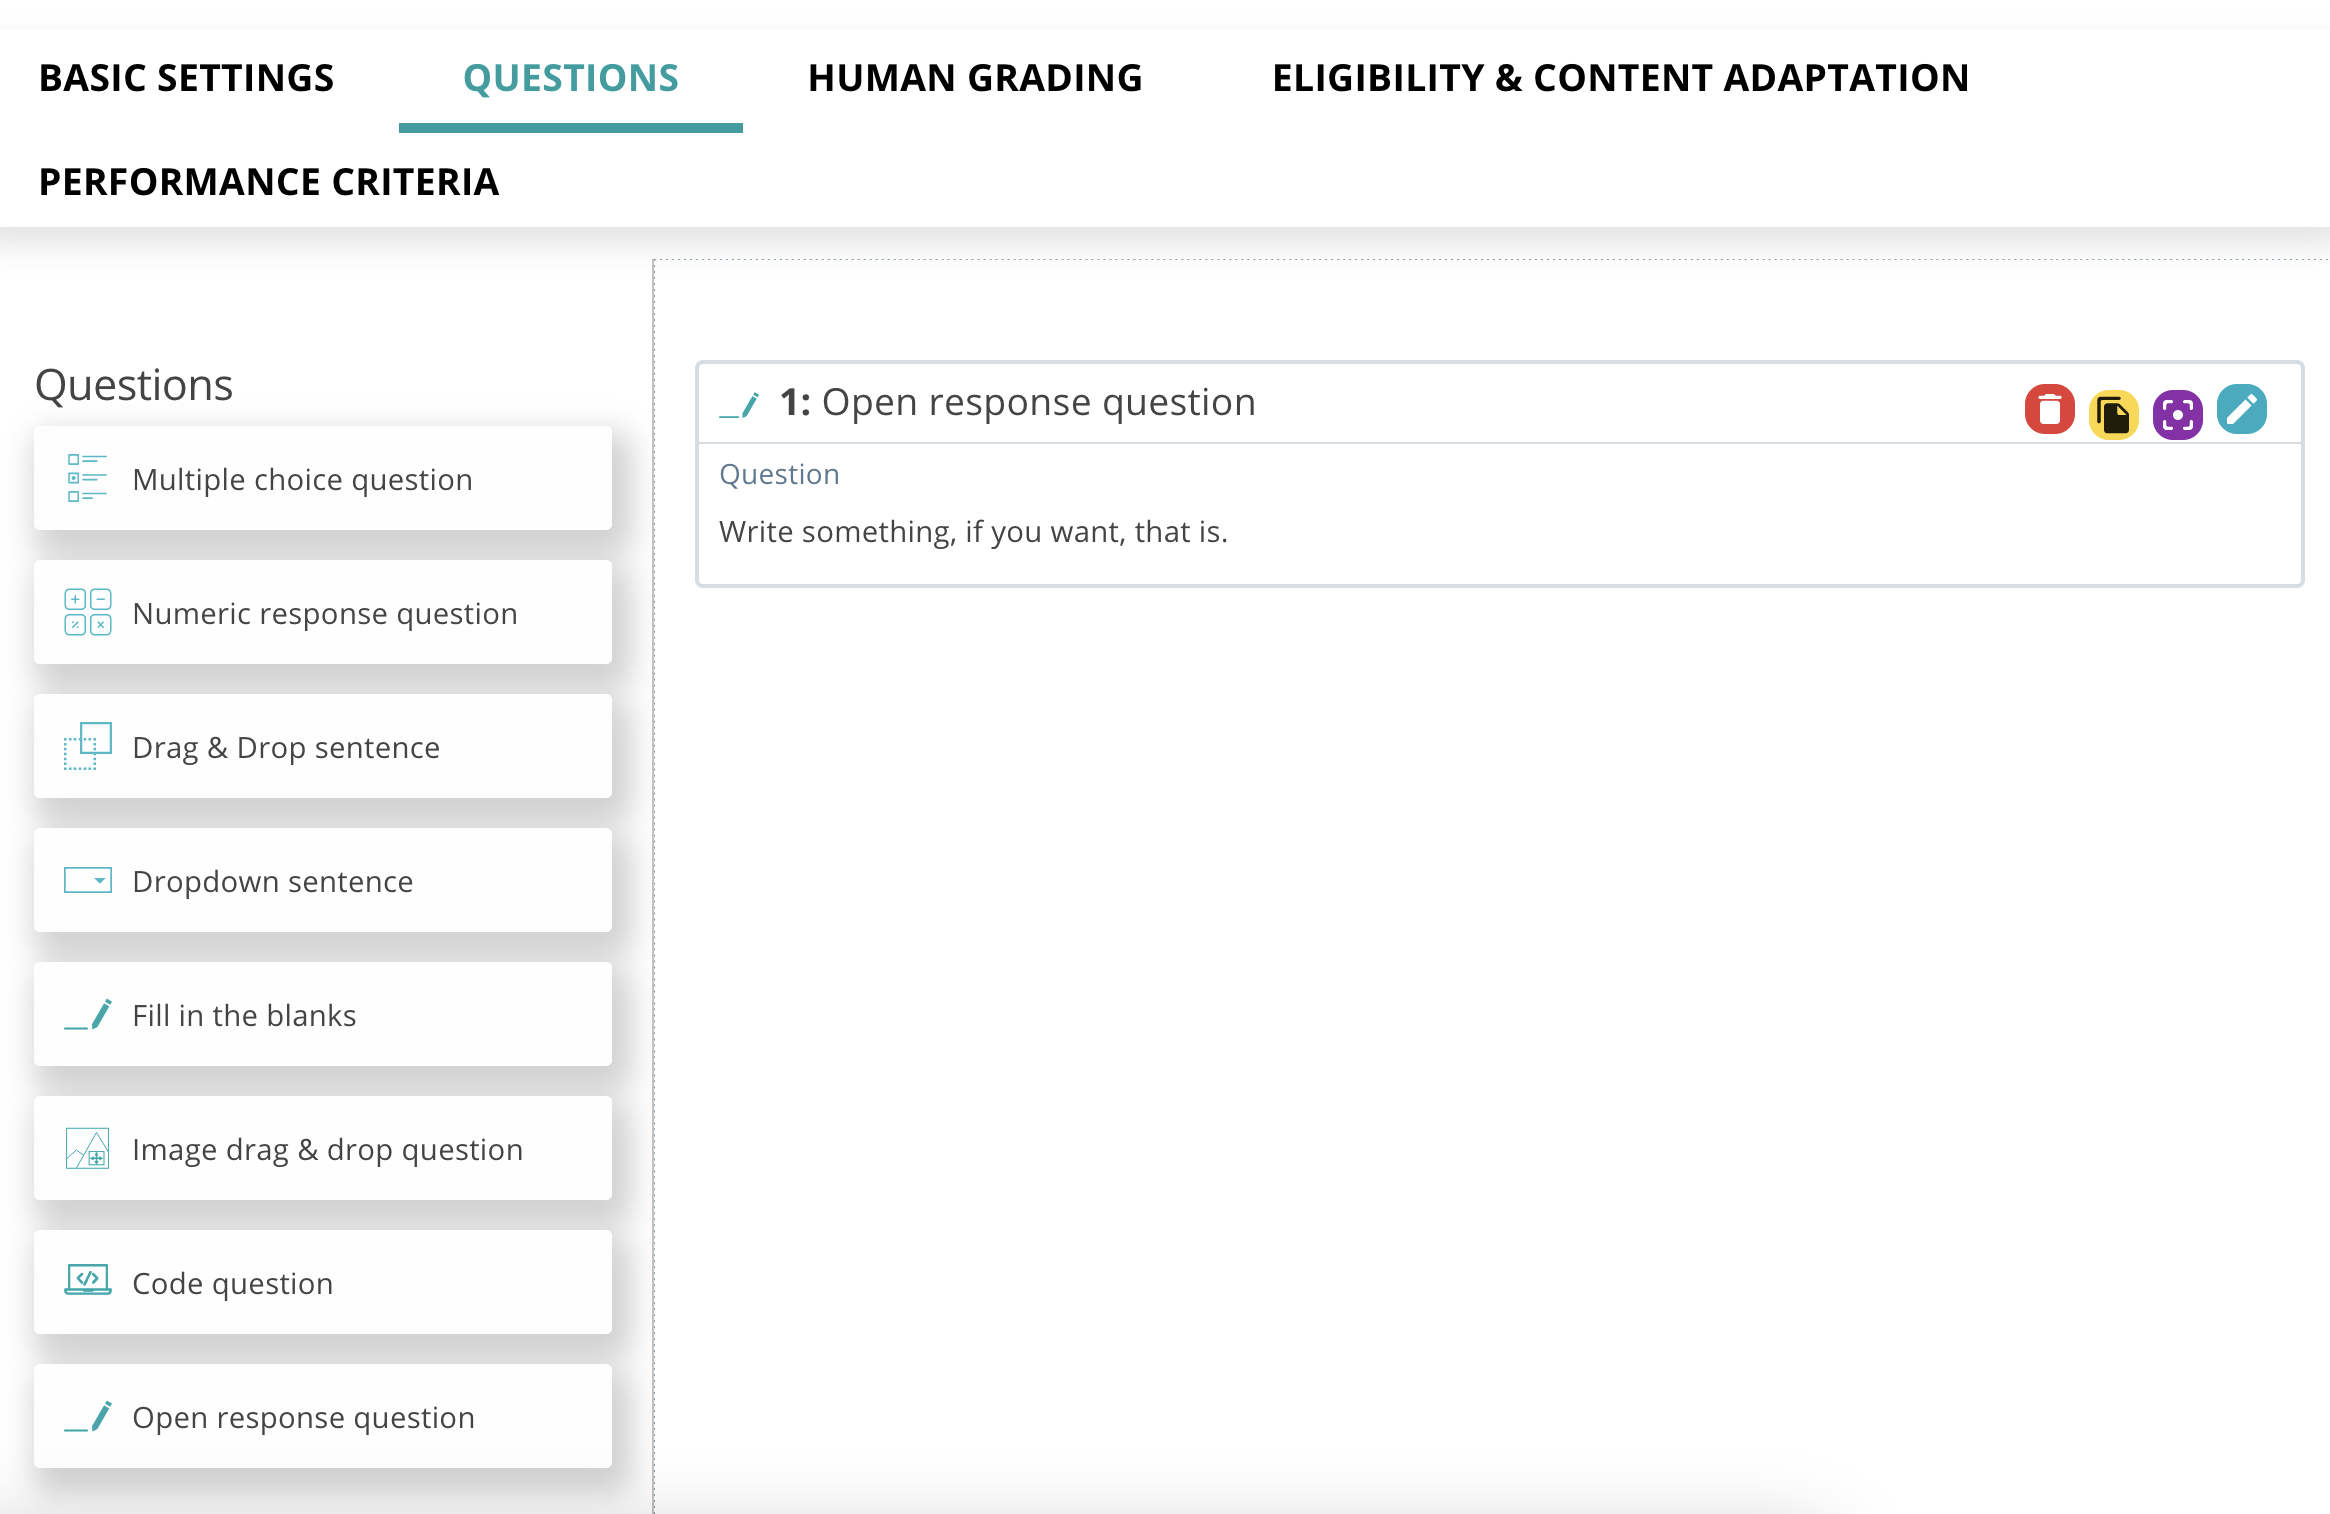 BASIC SETTINGS QUESTIONS HUMAN GRADING ELIGIBILITY & CONTENT ADAPTATION
PERFORMANCE CRITERIA
Questions
Multiple choice question
Numeric response question
Drag & Drop sentence
Dropdown sentence
Fill in the blanks
Image drag & drop question
Code question
Open response question
1: Open response question
Question
Write something, if you want, that is.